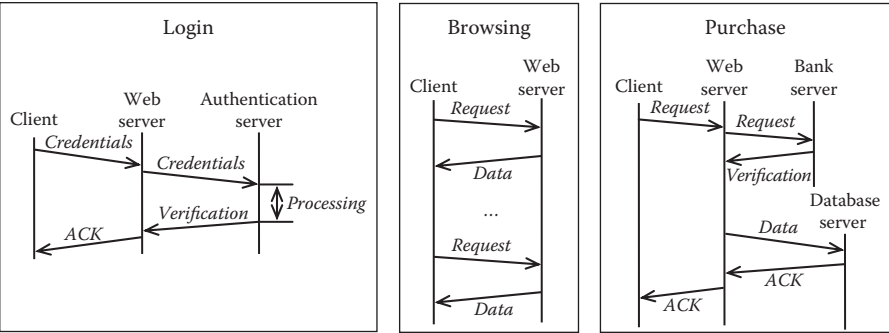 Login
Client
Web
server
Authentication
server
Credentials
Credentials
Processing
Verification
ACK
Browsing
Client
Web
server
Request
Data
...
Request
Data
Purchase
Client
Web
server
Bank
server
Request
Request
Verification
Database
server
Data
ACK
ACK